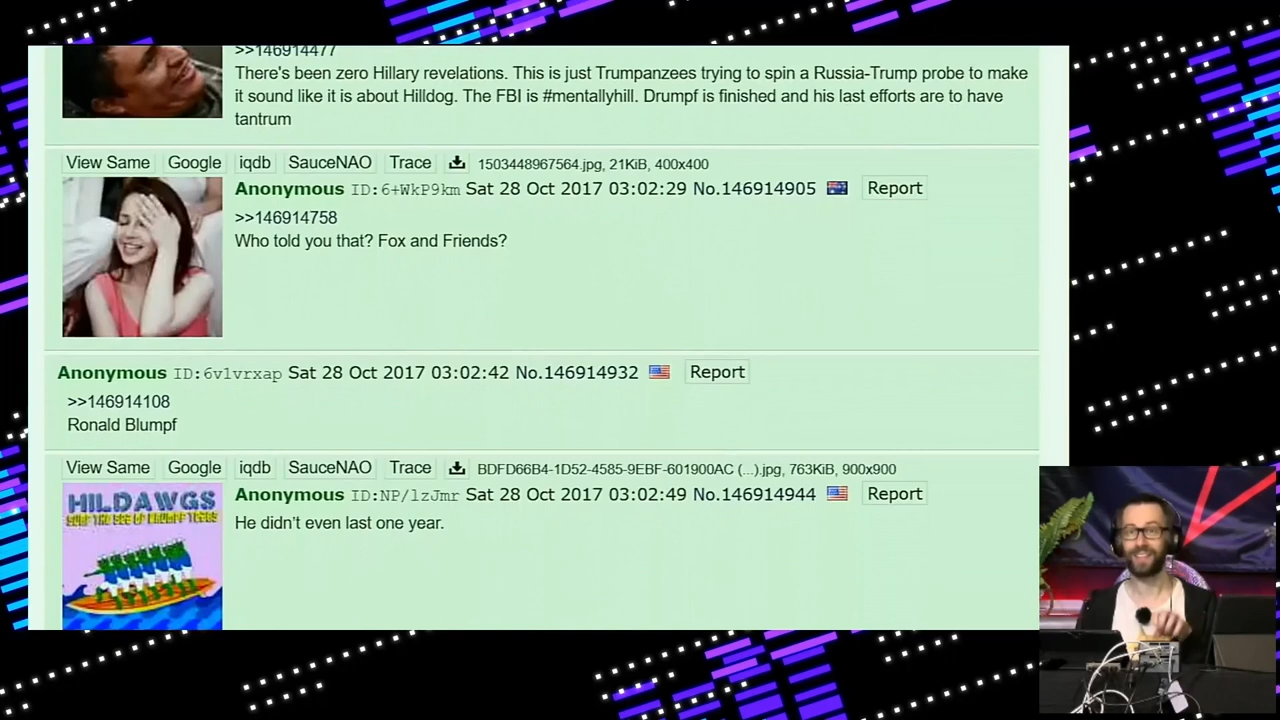 >>146914477
There's been zero Hillary revelations. This is just Trumpanzees trying to spin a Russia-Trump probe to make
it sound like it is about Hilldog. The FBI is #mentallyhill. Drumpf is finished and his last efforts are to have
tantrum
View Same Google iqdb SauceNAO Trace 1503448967564.jpg, 21KiB, 400x400
Anonymous ID:6+WkP9km Sat 28 Oct 2017 03:02:29 No.146914905 Report
>>146914758
Who told you that? Fox and Friends?
Anonymous ID:6vlvrxap Sat 28 Oct 2017 03:02:42 No.146914932 Report
>>146914108
Ronald Blumpf
View Same Google iqdb SauceNAO Trace BDFD66B4-1D52-4585-9EBF-601900AC (...).jpg, 763KiB, 900x900
Anonymous ID:NP/lzJmr Sat 28 Oct 2017 03:02:49 No.146914944 Report
HILDAWGS
He didn't even last one year.